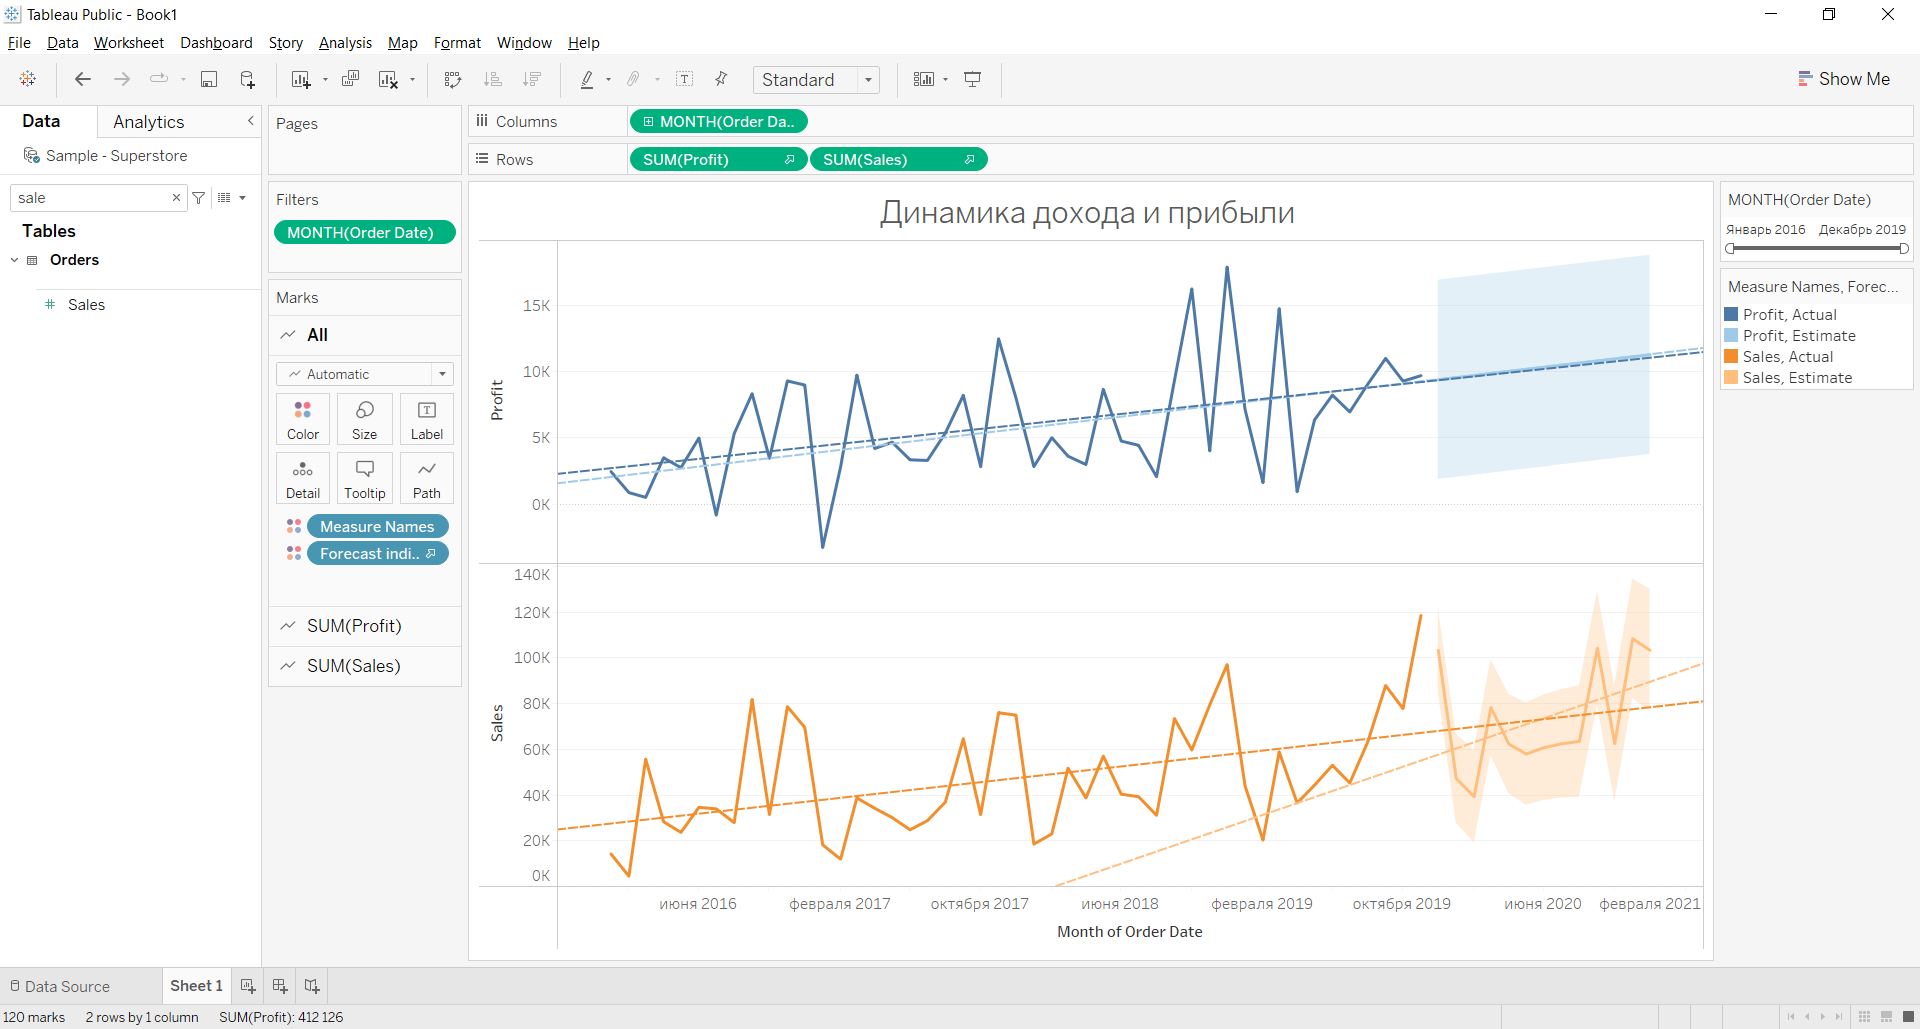 Tableau Public - Book1
File Data Worksheet Dashboard Story Analysis Map Format Window Help
Standard
Show Me
Data
Analytics
Sample - Superstore
sale
Tables
Orders
Sales
Pages
Filters
MONTH(Order Date)
Marks
All
Automatic
Color
Size
Label
Detail
Tooltip
Path
Measure Names
Forecast indi..
SUM(Profit)
SUM(Sales)
Columns
MONTH(Order Da..
Rows
SUM(Profit)
SUM(Sales)
Динамика дохода и прибыли
Profit
15K
10K
5K
0K
Sales
140K
120K
100K
80K
60K
40K
20K
0K
июня 2016
февраля 2017
октября 2017
июня 2018
февраля 2019
октября 2019
июня 2020
февраля 2021
Month of Order Date
MONTH(Order Date)
Январь 2016
Декабрь 2019
Measure Names, Forec...
Profit, Actual
Profit, Estimate
Sales, Actual
Sales, Estimate
Data Source
Sheet 1
120 marks
2 rows by 1 column
SUM(Profit): 412 126